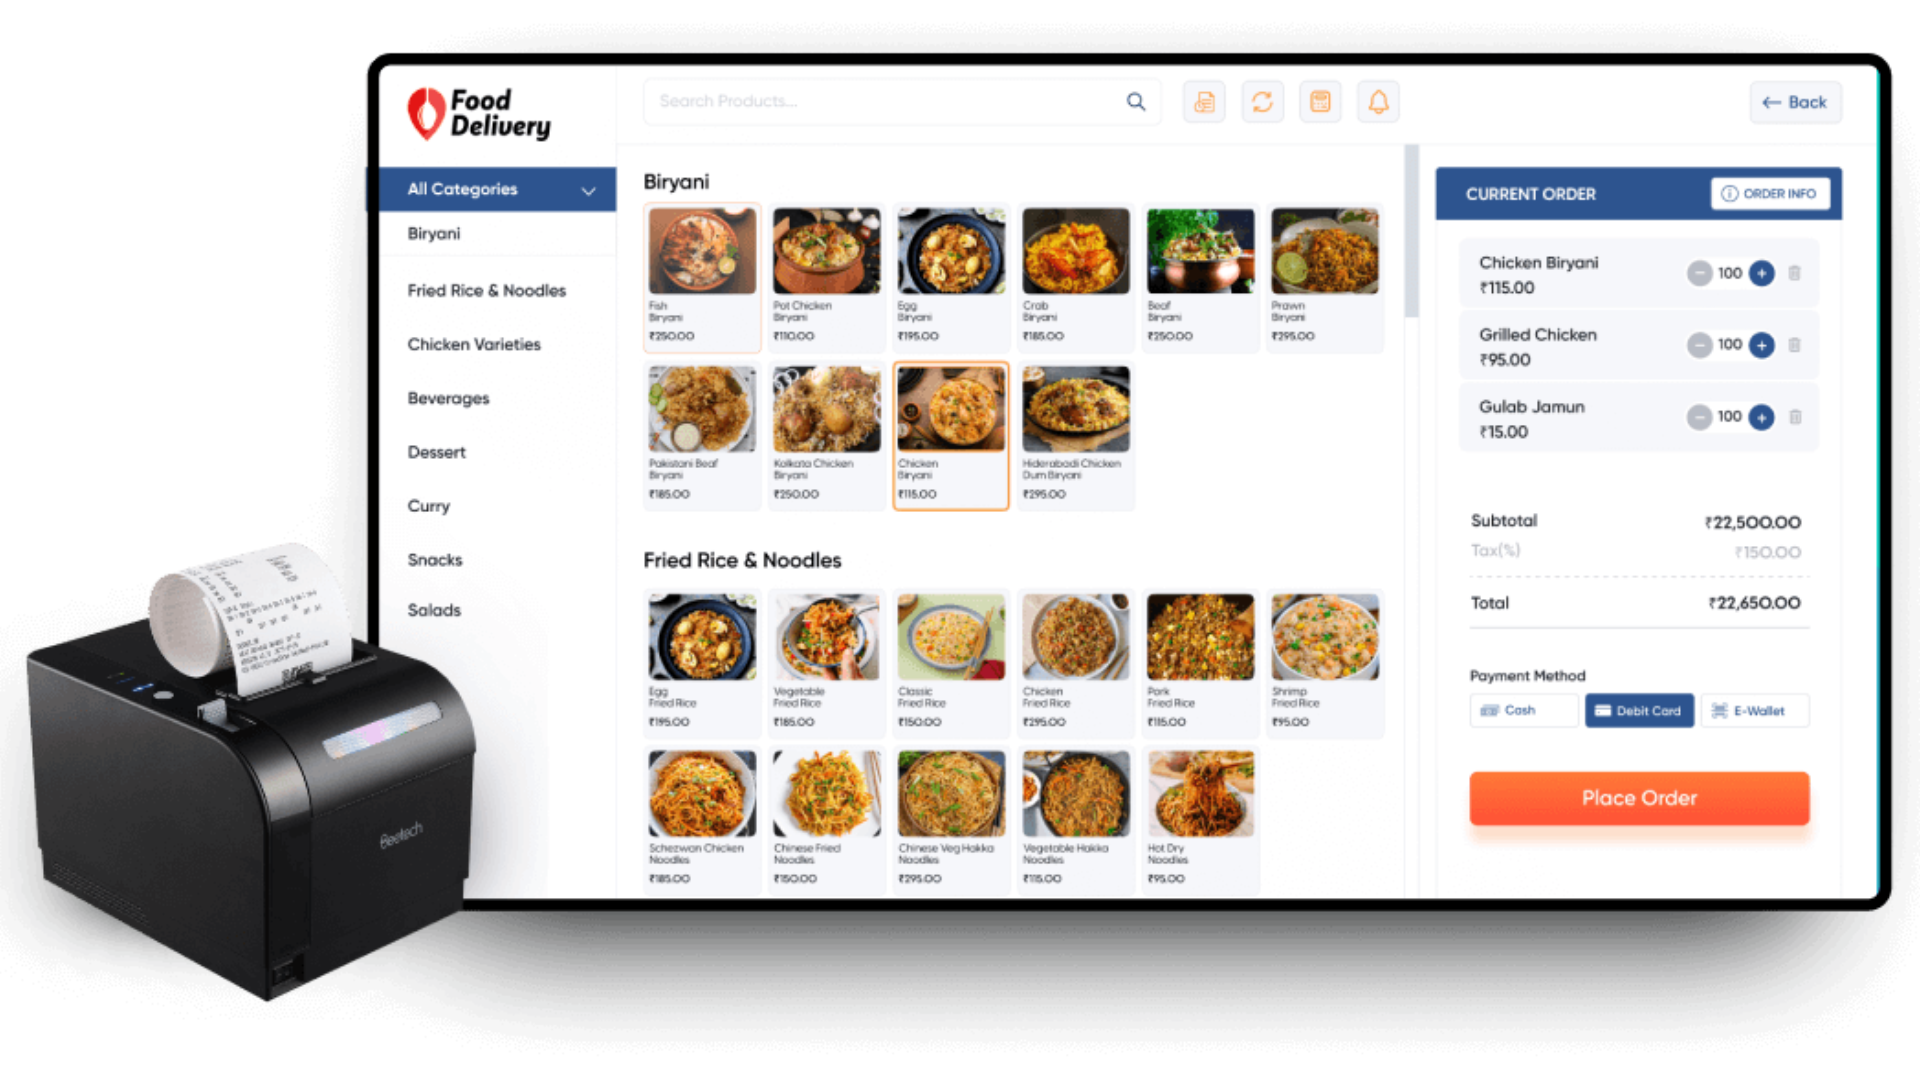 Food
Delivery
Search Products...
← Back
All Categories
Biryani
Fried Rice & Noodles
Chicken Varieties
Beverages
Dessert
Curry
Snacks
Salads
Biryani
Fish
Biryani
₹250.00
Pot Chicken
Biryani
₹110.00
Egg
Biryani
₹195.00
Crab
Biryani
₹185.00
Beaf
Biryani
₹250.00
Prawn
Biryani
₹295.00
Pakistani Beaf
Biryani
₹185.00
Kolkata Chicken
Biryani
₹250.00
Chicken
Biryani
₹115.00
Hiderabadi Chicken
Dum Biryani
₹295.00
Fried Rice & Noodles
Egg
Fried Rice
₹195.00
Vegetable
Fried Rice
₹185.00
Classic
Fried Rice
₹150.00
Chicken
Fried Rice
₹295.00
Pork
Fried Rice
₹115.00
Shrimp
Fried Rice
₹95.00
Schezwan Chicken
Noodles
₹185.00
Chinese Fried
Noodles
₹150.00
Chinese Veg Hakka
Noodles
₹295.00
Vegetable Hakka
Noodles
₹115.00
Hot Dry
Noodles
₹95.00
CURRENT ORDER
ORDER INFO
Chicken Biryani
₹115.00
− 100 +
Grilled Chicken
₹95.00
− 100 +
Gulab Jamun
₹15.00
− 100 +
Subtotal ₹22,500.00
Tax(%) ₹150.00
Total ₹22,650.00
Payment Method
Cash
Debit Card
E-Wallet
Place Order
Beetech